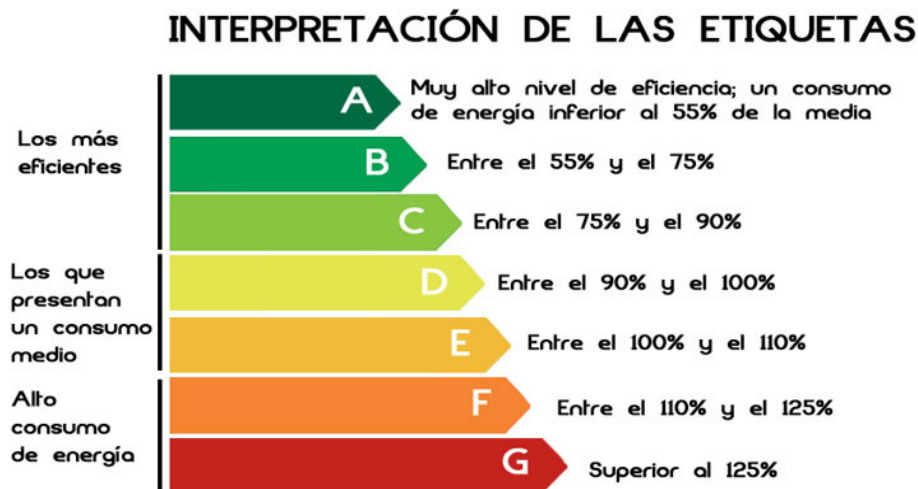 INTERPRETACIÓN DE LAS ETIQUETAS
Los más
eficientes
A
Muy alto nivel de eficiencia; un consumo
de energía inferior al 55% de la media
B
Entre el 55% y el 75%
C
Entre el 75% y el 90%
Los que
presentan
un consumo
medio
D
Entre el 90% y el 100%
E
Entre el 100% y el 110%
Alto
consumo
de energía
F
Entre el 110% y el 125%
G
Superior al 125%